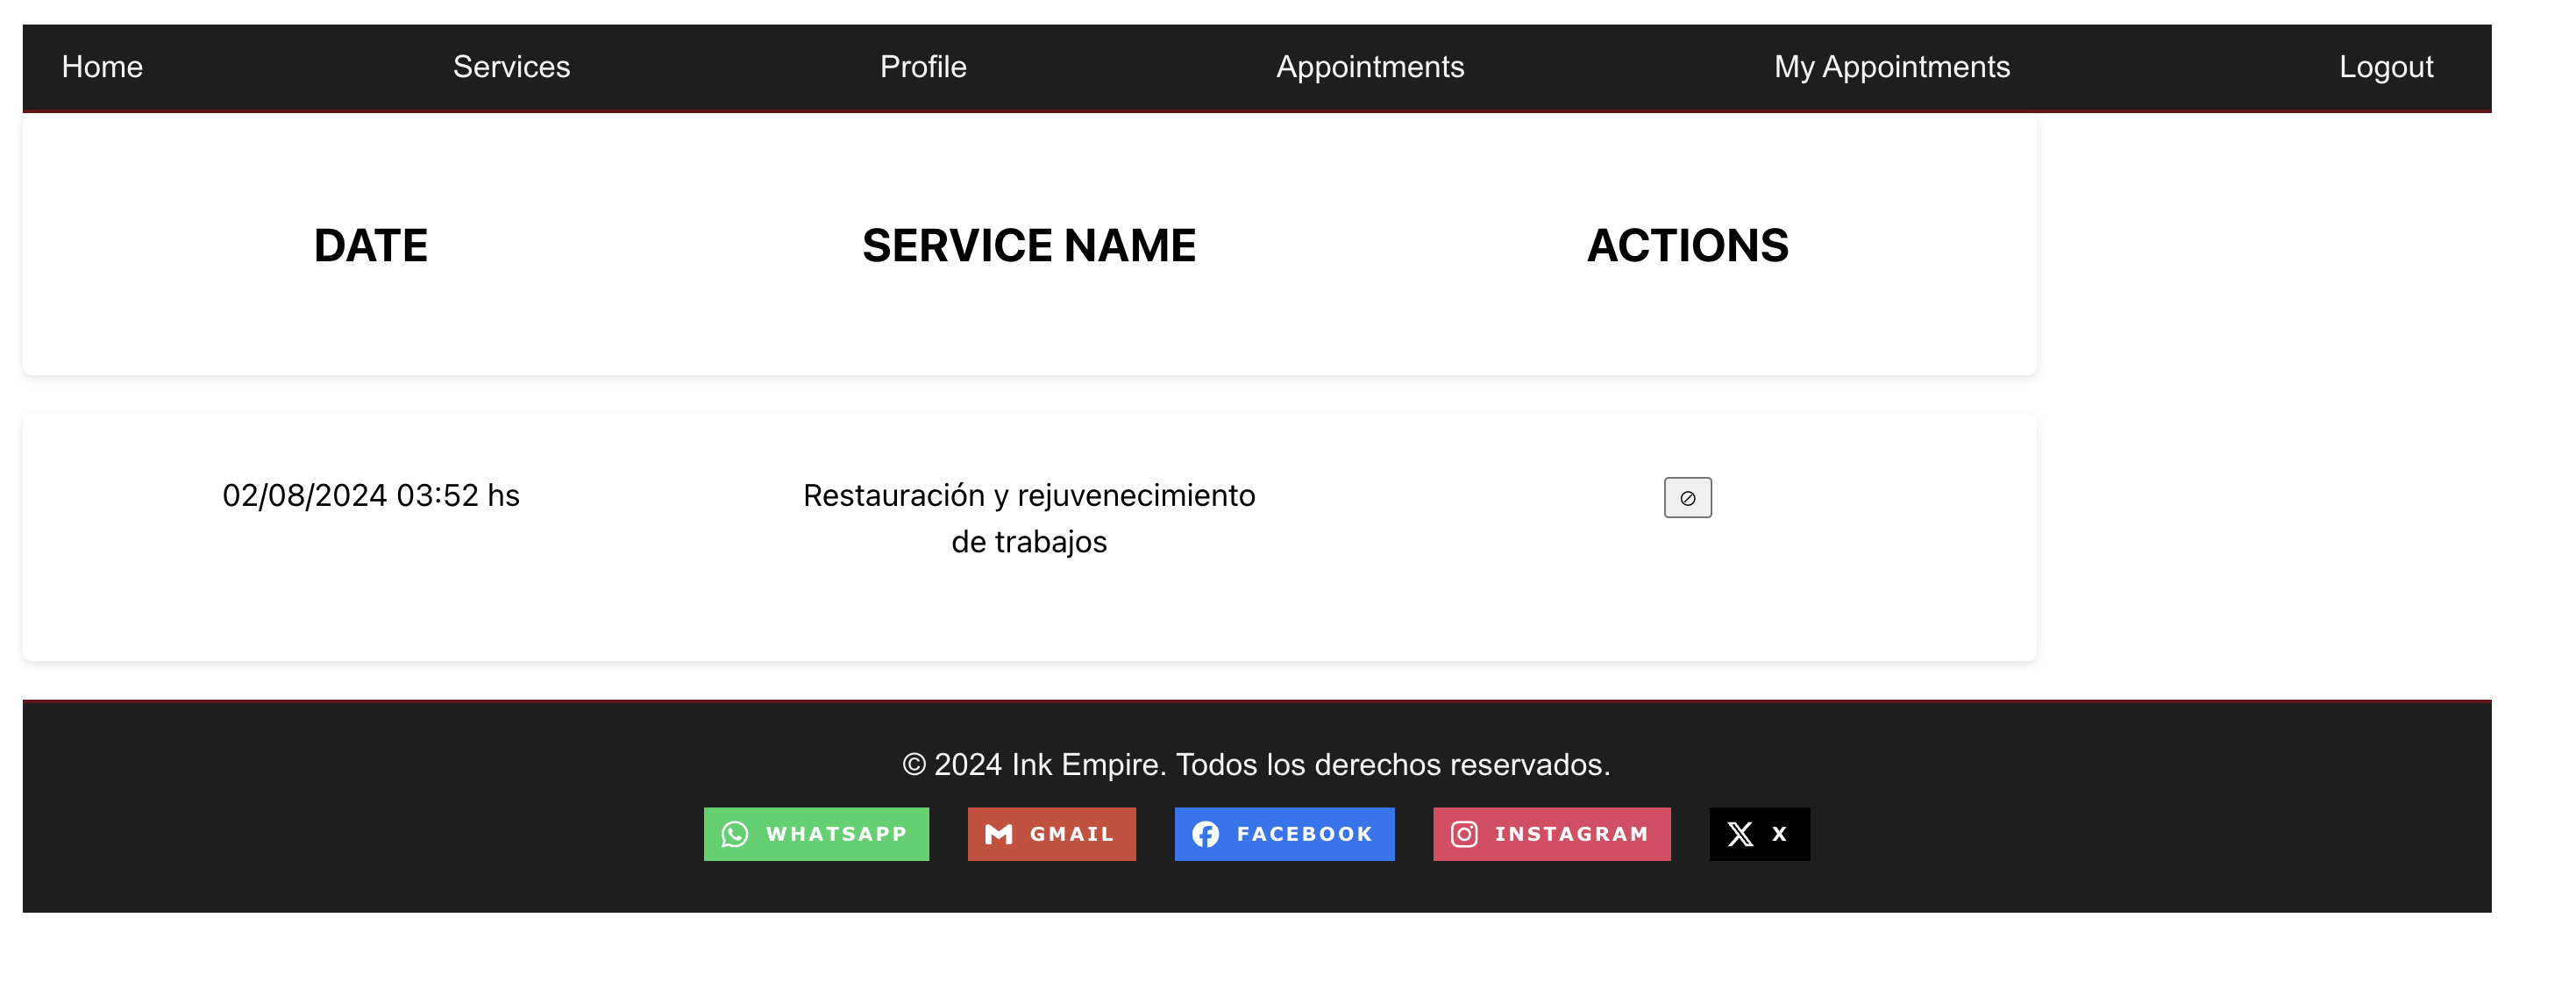 Home Services Profile Appointments My Appointments Logout
DATE SERVICE NAME ACTIONS
02/08/2024 03:52 hs Restauración y rejuvenecimiento
de trabajos
© 2024 Ink Empire. Todos los derechos reservados.
WHATSAPP GMAIL FACEBOOK INSTAGRAM X